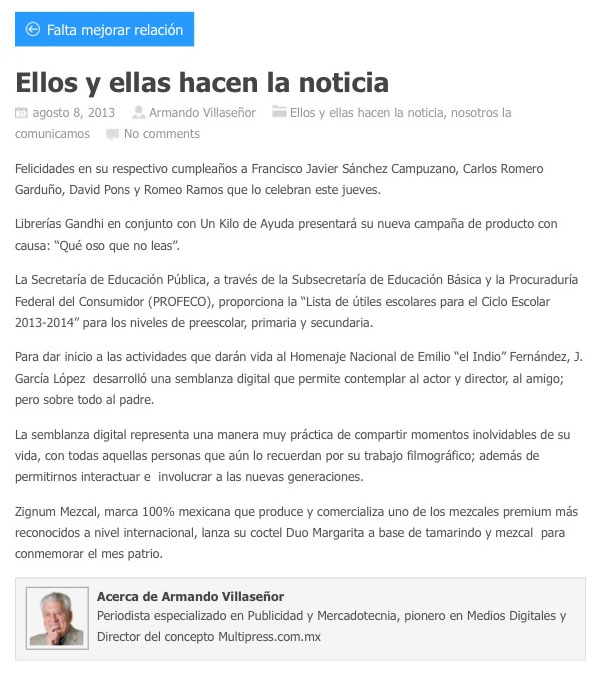 Falta mejorar relación
Ellos y ellas hacen la noticia
agosto 8, 2013 Armando Villaseñor Ellos y ellas hacen la noticia, nosotros la
comunicamos No comments
Felicidades en su respectivo cumpleaños a Francisco Javier Sánchez Campuzano, Carlos Romero
Garduño, David Pons y Romeo Ramos que lo celebran este jueves.
Librerías Gandhi en conjunto con Un Kilo de Ayuda presentará su nueva campaña de producto con
causa: “Qué oso que no leas”.
La Secretaría de Educación Pública, a través de la Subsecretaría de Educación Básica y la Procuraduría
Federal del Consumidor (PROFECO), proporciona la “Lista de útiles escolares para el Ciclo Escolar
2013-2014” para los niveles de preescolar, primaria y secundaria.
Para dar inicio a las actividades que darán vida al Homenaje Nacional de Emilio “el Indio” Fernández, J.
García López  desarrolló una semblanza digital que permite contemplar al actor y director, al amigo;
pero sobre todo al padre.
La semblanza digital representa una manera muy práctica de compartir momentos inolvidables de su
vida, con todas aquellas personas que aún lo recuerdan por su trabajo filmográfico; además de
permitirnos interactuar e  involucrar a las nuevas generaciones.
Zignum Mezcal, marca 100% mexicana que produce y comercializa uno de los mezcales premium más
reconocidos a nivel internacional, lanza su coctel Duo Margarita a base de tamarindo y mezcal  para
conmemorar el mes patrio.
Acerca de Armando Villaseñor
Periodista especializado en Publicidad y Mercadotecnia, pionero en Medios Digitales y
Director del concepto Multipress.com.mx